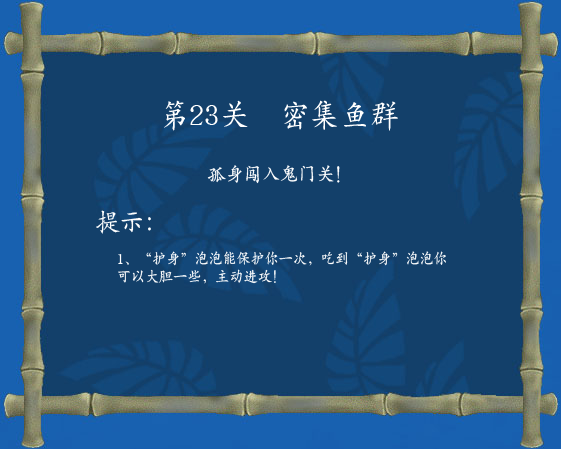 第23关　密集鱼群
孤身闯入鬼门关！
提示：
1、“护身”泡泡能保护你一次，吃到“护身”泡泡你
可以大胆一些，主动进攻！